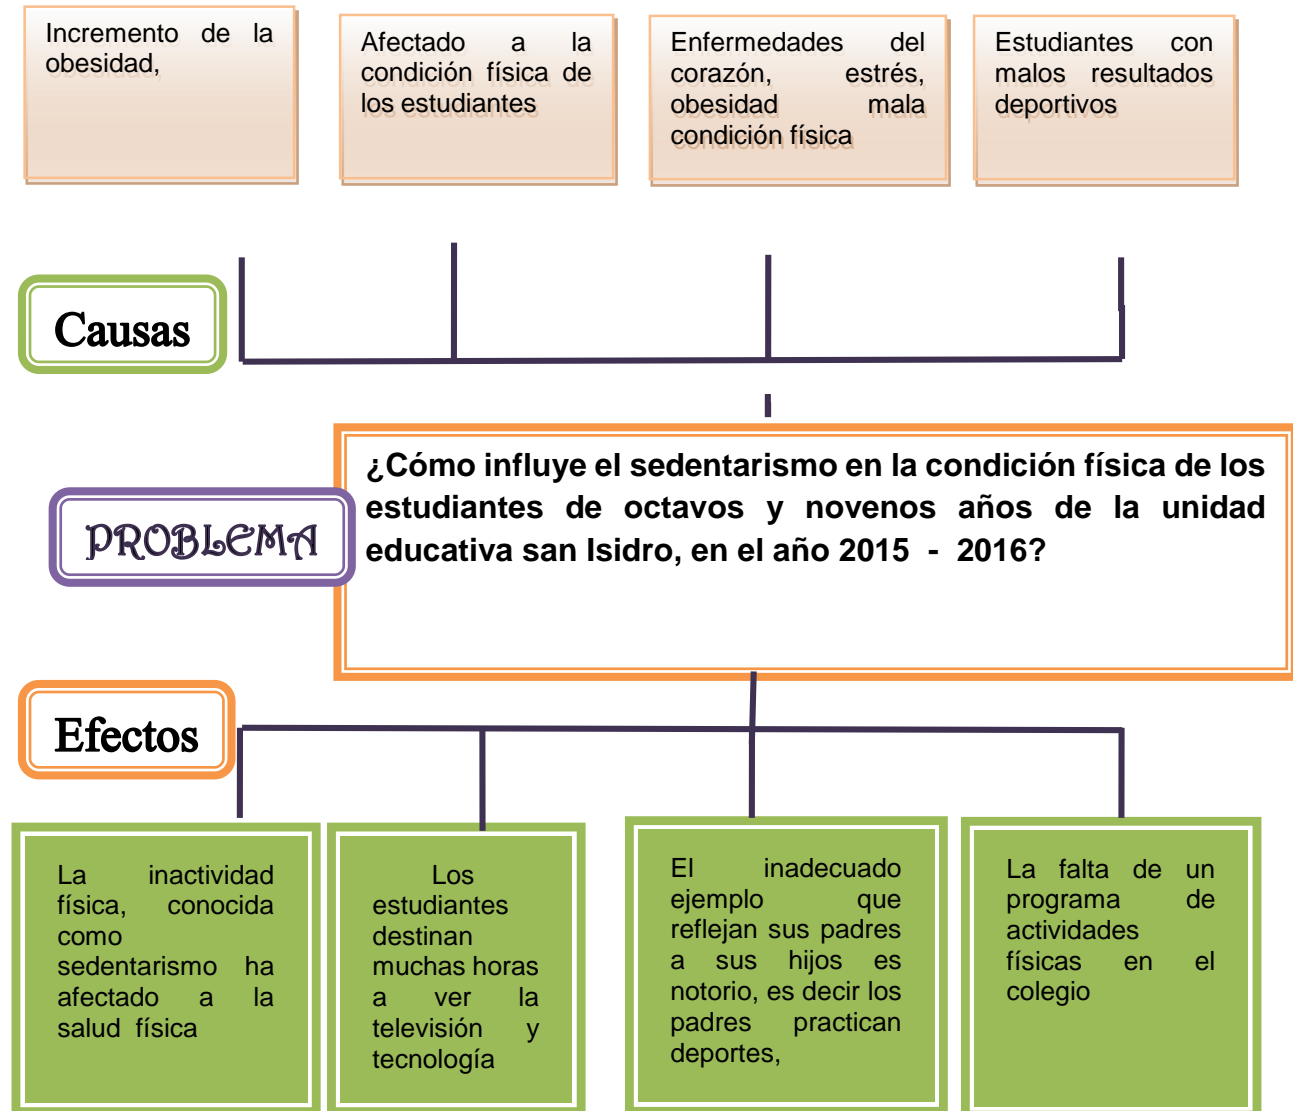 Incremento de la
obesidad,
Afectado a la
condición física de
los estudiantes
Enfermedades del
corazón, estrés,
obesidad mala
condición física
Estudiantes con
malos resultados
deportivos
Causas
PROBLEMA
¿Cómo influye el sedentarismo en la condición física de los
estudiantes de octavos y novenos años de la unidad
educativa san Isidro, en el año 2015 - 2016?
Efectos
La inactividad
física, conocida
como
sedentarismo ha
afectado a la
salud física
Los
estudiantes
destinan
muchas horas
a ver la
televisión y
tecnología
El inadecuado
ejemplo que
reflejan sus padres
a sus hijos es
notorio, es decir los
padres practican
deportes,
La falta de un
programa de
actividades
físicas en el
colegio